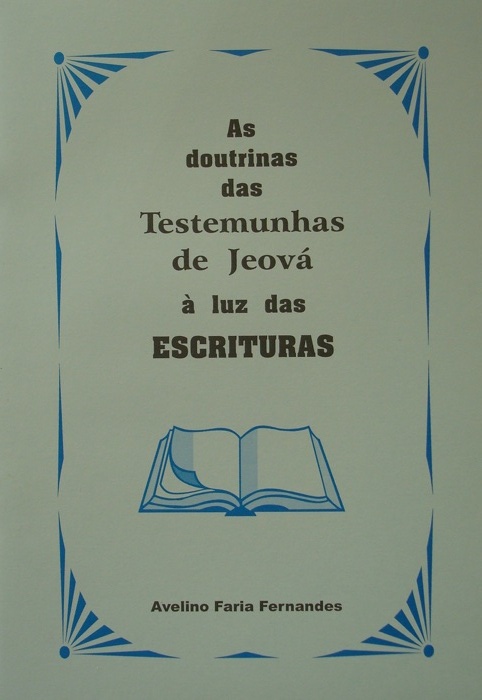 As
doutrinas
das
Testemunhas
de Jeová
à luz das
ESCRITURAS
Avelino Faria Fernandes